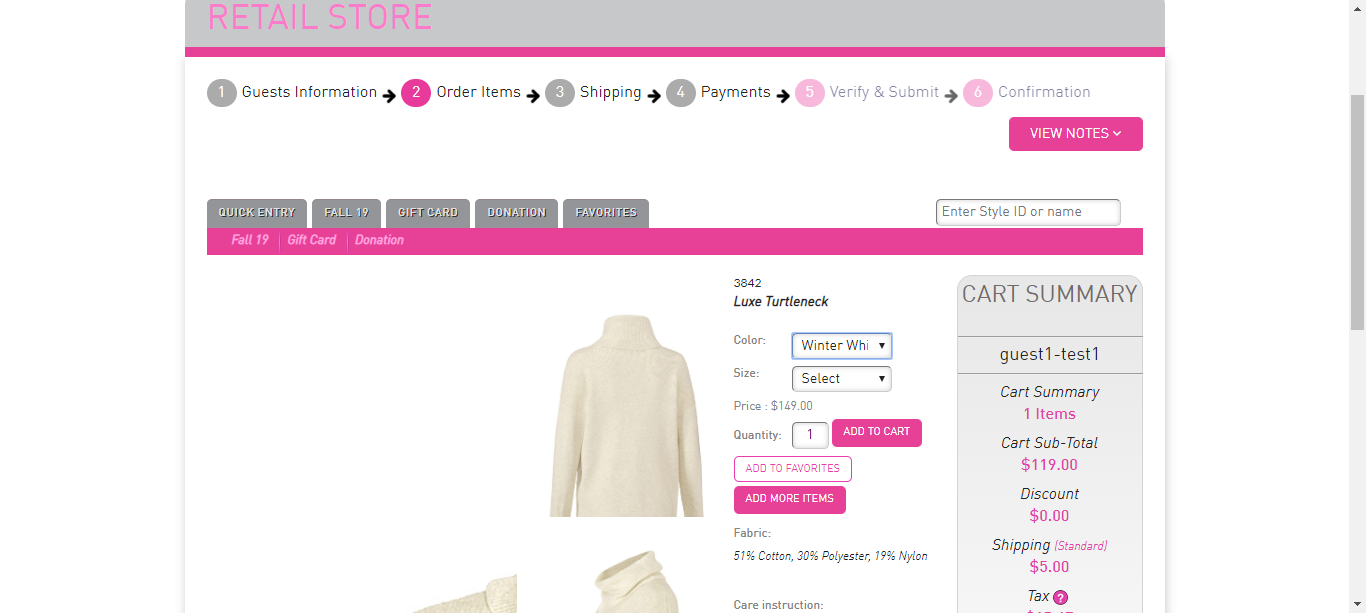 RETAIL STORE
1 Guests Information 2 Order Items 3 Shipping 4 Payments 5 Verify & Submit 6 Confirmation
VIEW NOTES
QUICK ENTRY FALL 19 GIFT CARD DONATION FAVORITES Enter Style ID or name
Fall 19 Gift Card Donation
3842
Luxe Turtleneck
Color: Winter Whi
Size: Select
Price : $149.00
Quantity: 1 ADD TO CART
ADD TO FAVORITES
ADD MORE ITEMS
Fabric:
51% Cotton, 30% Polyester, 19% Nylon
Care instruction:
CART SUMMARY
guest1-test1
Cart Summary
1 Items
Cart Sub-Total
$119.00
Discount
$0.00
Shipping (Standard)
$5.00
Tax ?